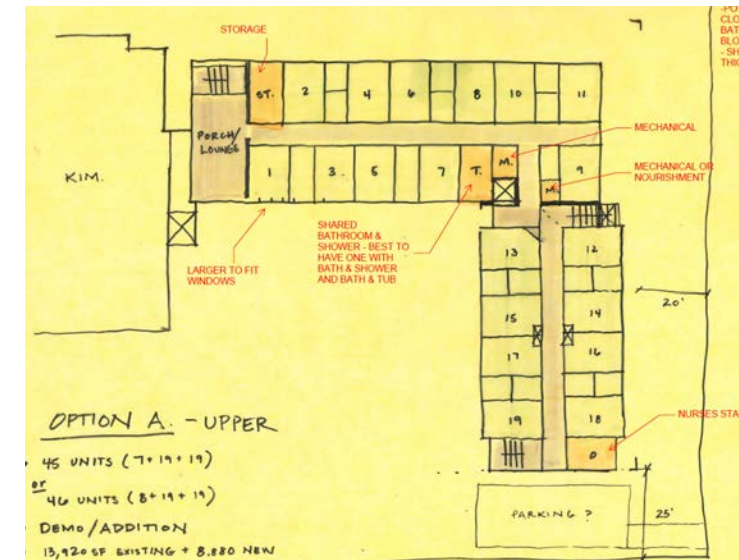 STORAGE
MECHANICAL
MECHANICAL OR
NOURISHMENT
ST.
2
4
6
8
10
11
PORCH/
LOUNGE
KIM.
1
3
5
7
T.
M.
M.
9
SHARED
BATHROOM &
SHOWER - BEST TO
HAVE ONE WITH
BATH & SHOWER
AND BATH & TUB
LARGER TO FIT
WINDOWS
13
12
15
14
17
16
19
18
20'
NURSES STA
OPTION A. - UPPER
45 UNITS (7+19+19)
or
46 UNITS (8+19+19)
DEMO/ADDITION
13,920 SF EXISTING + 8,880 NEW
PARKING ?
25'